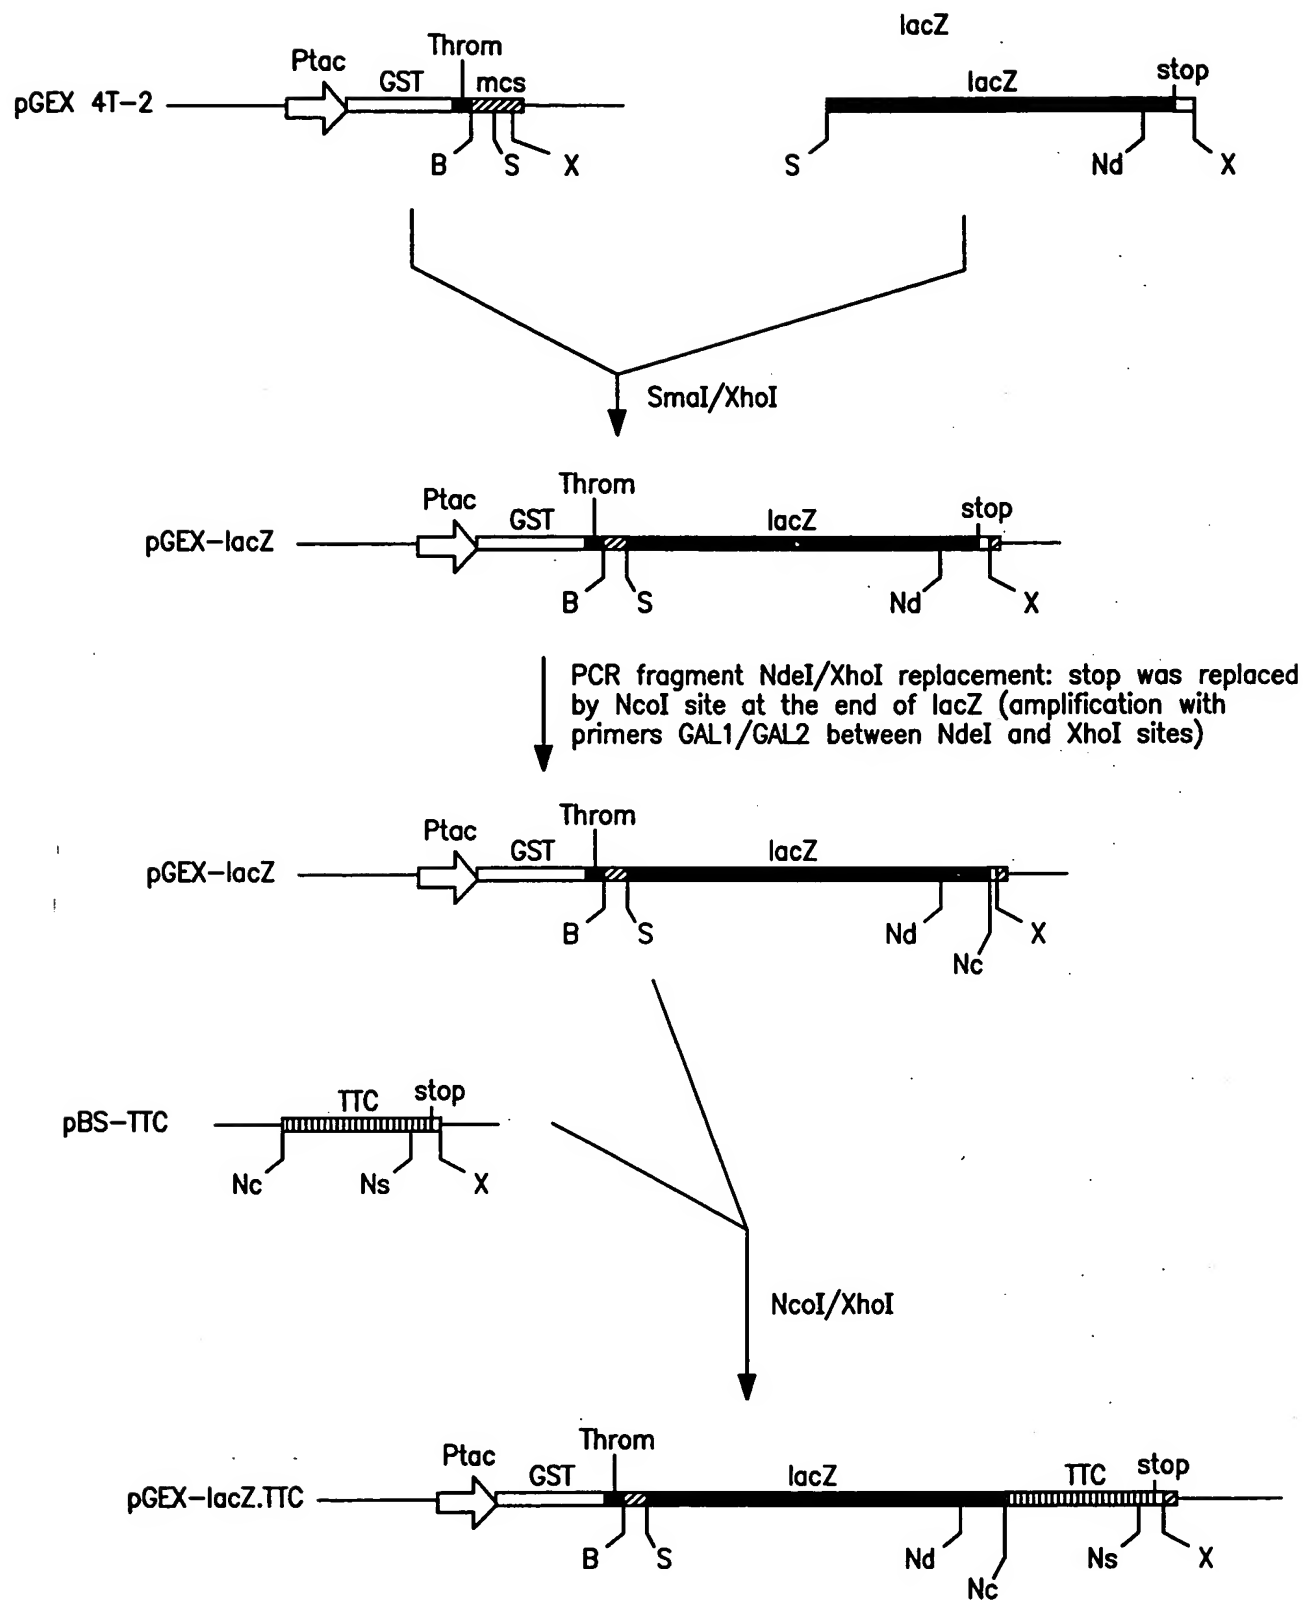 lacZ
Throm
Ptac
GST
mcs
lacZ
stop
pGEX 4T-2
B
S
X
S
Nd
X
SmaI/XhoI
Throm
Ptac
GST
lacZ
stop
pGEX-lacZ
B
S
Nd
X
PCR fragment NdeI/XhoI replacement: stop was replaced
by NcoI site at the end of lacZ (amplification with
primers GAL1/GAL2 between NdeI and XhoI sites)
Throm
Ptac
GST
lacZ
pGEX-lacZ
B
S
Nd
X
Nc
TTC
stop
pBS-TTC
Nc
Ns
X
NcoI/XhoI
Throm
Ptac
GST
lacZ
TTC
stop
pGEX-lacZ.TTC
B
S
Nd
Nc
Ns
X